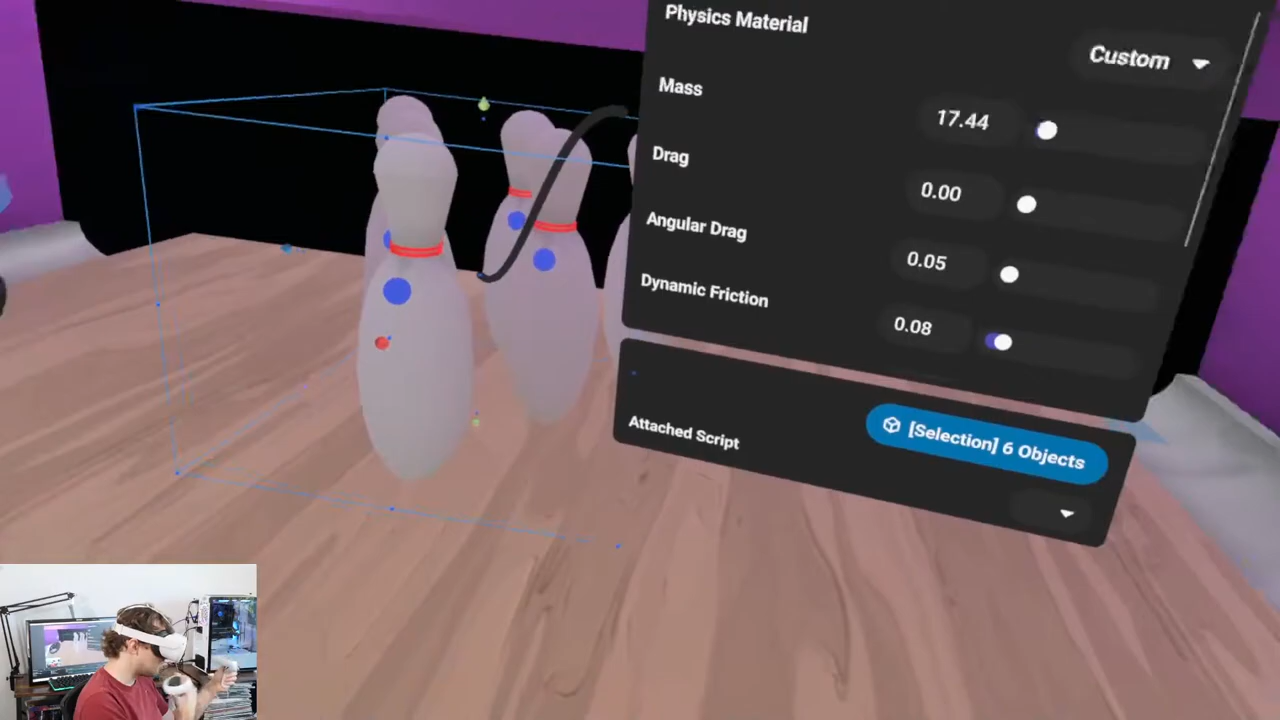 Physics Material
Custom
Mass
17.44
Drag
0.00
Angular Drag
0.05
Dynamic Friction
0.08
Attached Script
[Selection] 6 Objects